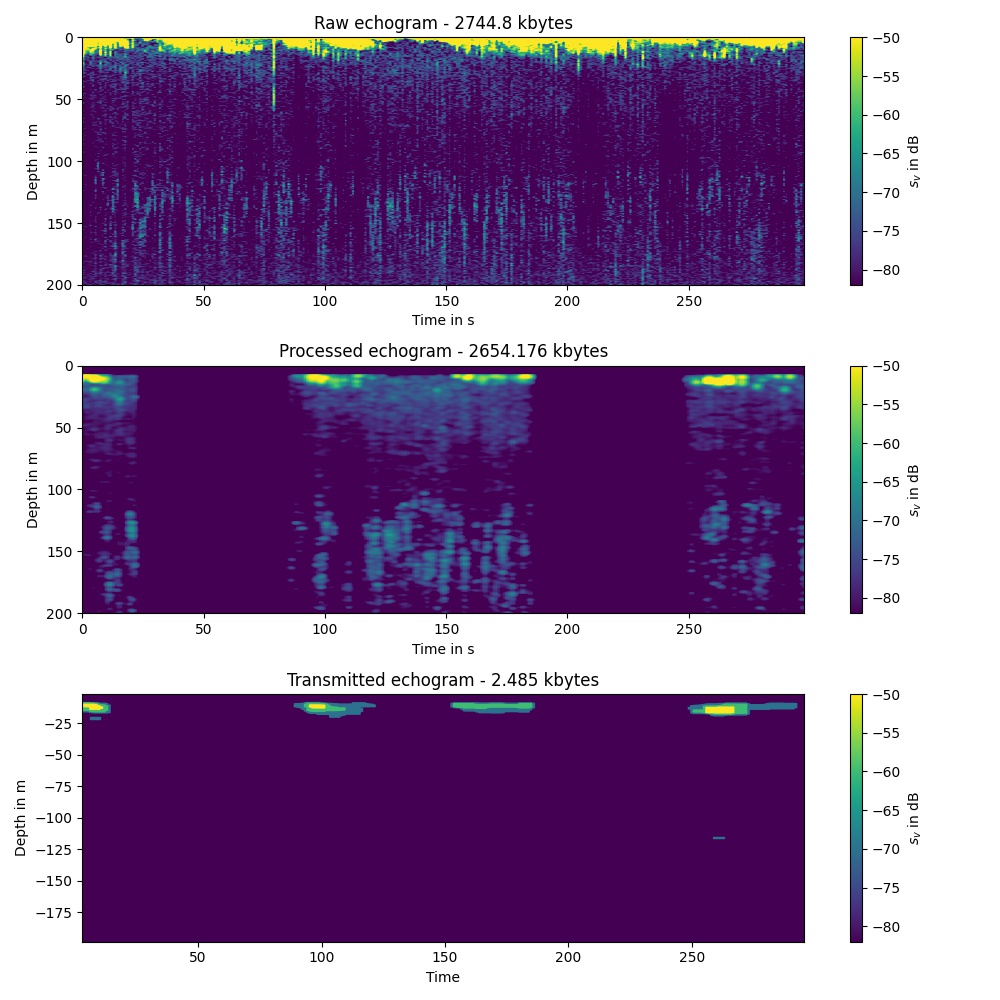 Raw echogram - 2744.8 kbytes
0
50
100
150
200
Depth in m
0 50 100 150 200 250
Time in s
−50
−55
−60
−65
−70
−75
−80
sv in dB
Processed echogram - 2654.176 kbytes
0
50
100
150
200
Depth in m
0 50 100 150 200 250
Time in s
−50
−55
−60
−65
−70
−75
−80
sv in dB
Transmitted echogram - 2.485 kbytes
−25
−50
−75
−100
−125
−150
−175
Depth in m
50 100 150 200 250
Time
−50
−55
−60
−65
−70
−75
−80
sv in dB